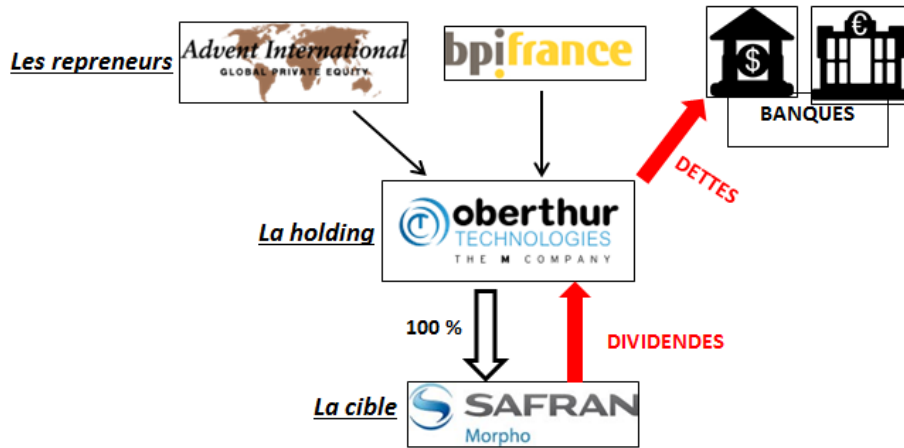 Les repreneurs
Advent International
GLOBAL PRIVATE EQUITY
bpifrance
$
€
BANQUES
DETTES
La holding
oberthur
TECHNOLOGIES
THE M COMPANY
100 %
DIVIDENDES
La cible
SAFRAN
Morpho